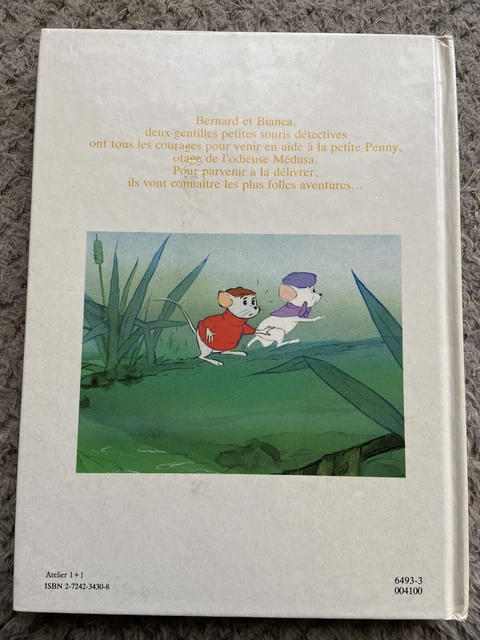 Bernard et Bianca,
deux gentilles petites souris détectives
ont tous les courages pour venir en aide à la petite Penny,
otage de l'odieuse Médusa.
Pour parvenir à la délivrer,
ils vont connaître les plus folles aventures...
Atelier 1+1
ISBN 2-7242-3430-8
6493-3
004100